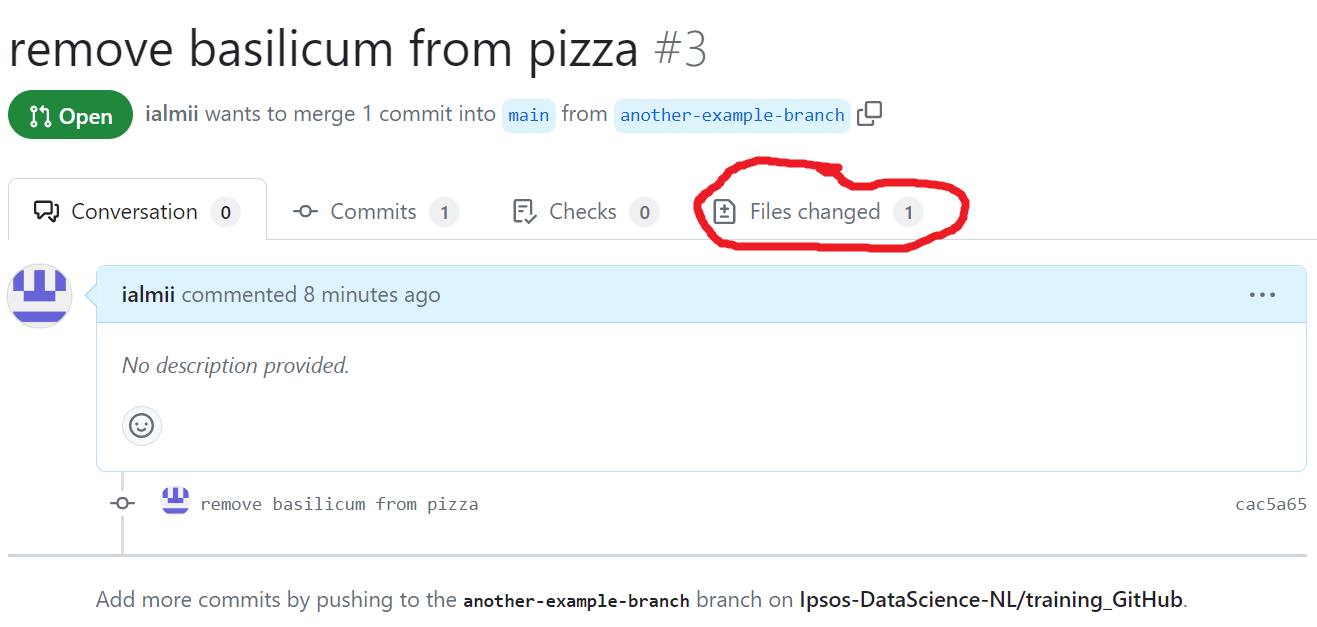 remove basilicum from pizza #3
Open ialmii wants to merge 1 commit into main from another-example-branch
Conversation 0 Commits 1 Checks 0 Files changed 1
ialmii commented 8 minutes ago
No description provided.
remove basilicum from pizza cac5a65
Add more commits by pushing to the another-example-branch branch on Ipsos-DataScience-NL/training_GitHub.